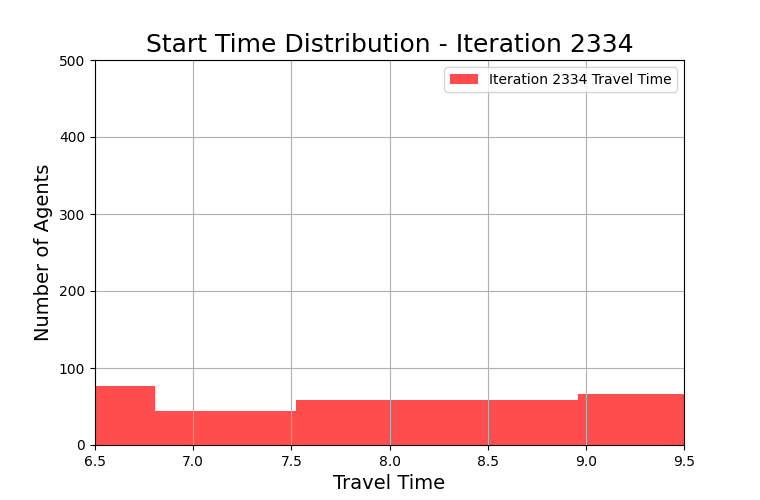 Start Time Distribution - Iteration 2334
Iteration 2334 Travel Time
Number of Agents
500
400
300
200
100
0
6.5 7.0 7.5 8.0 8.5 9.0 9.5
Travel Time